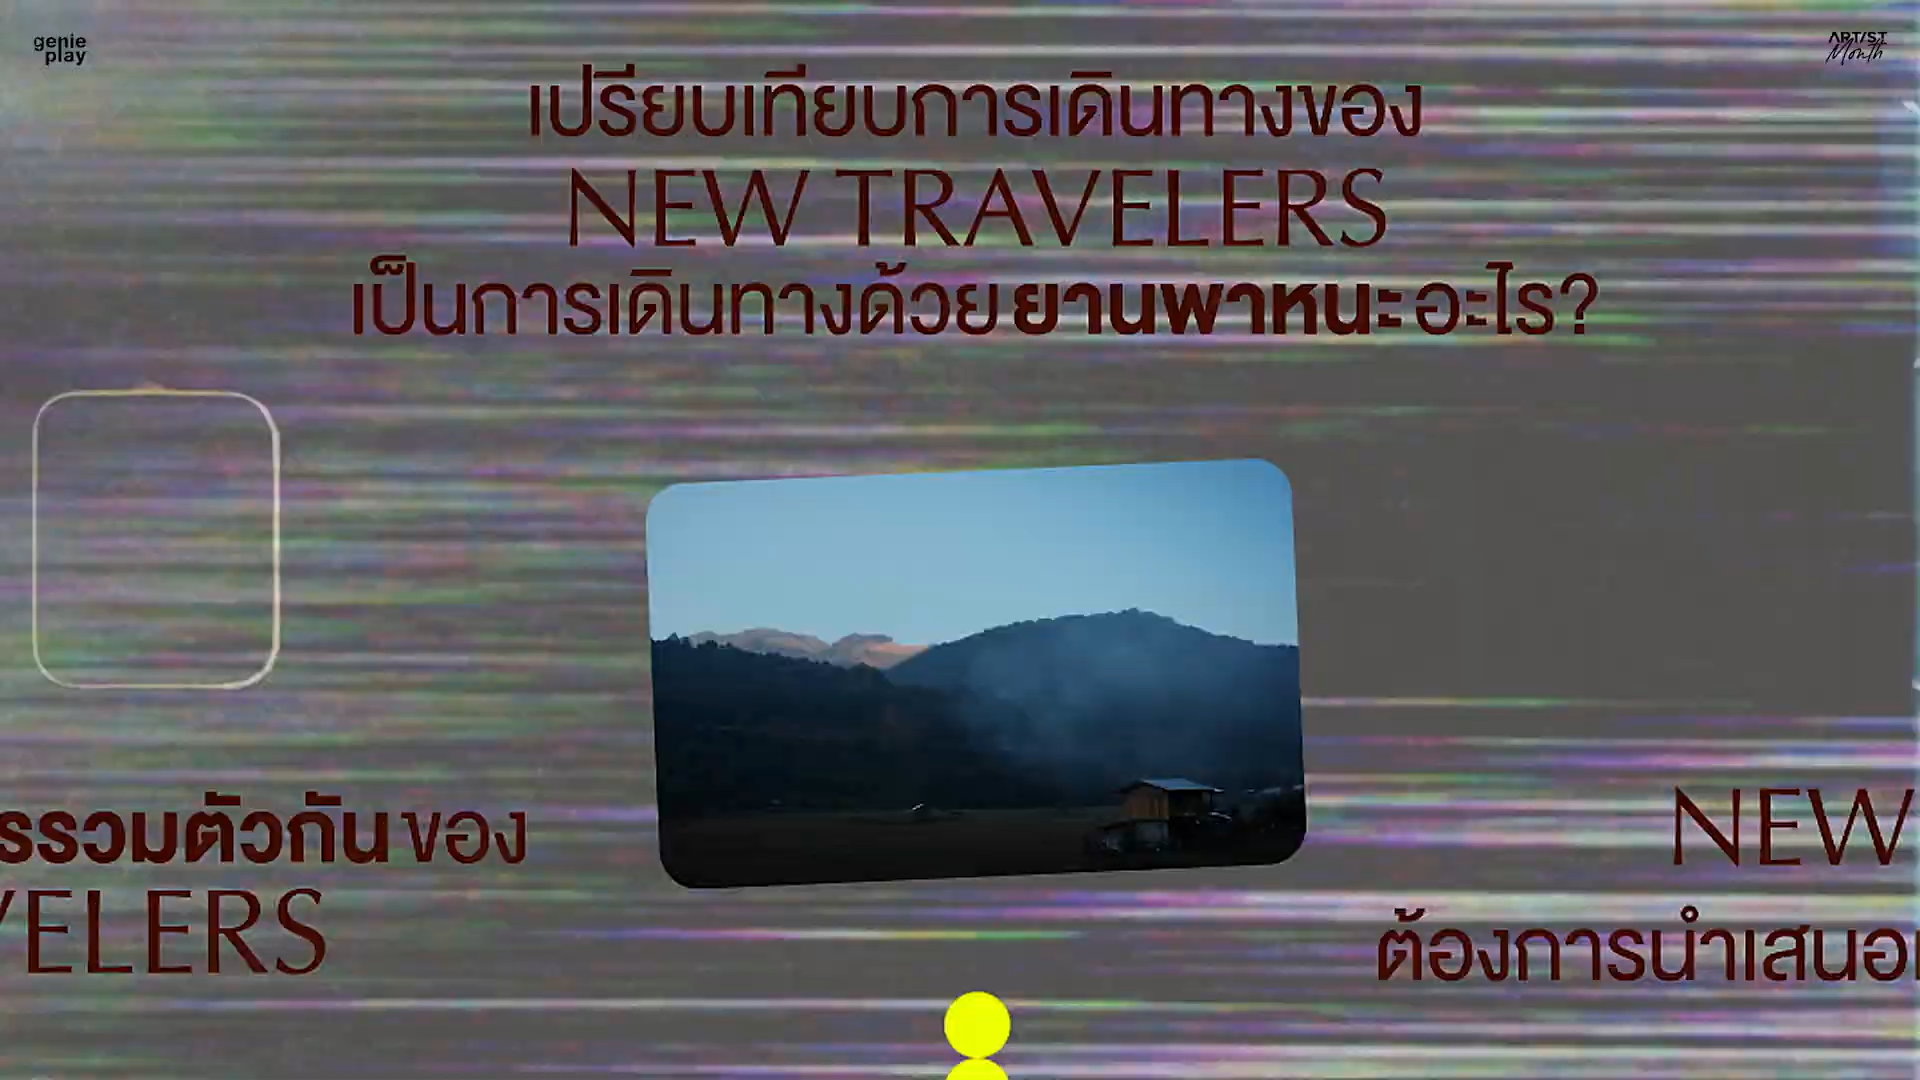 genie
play
ARTIST
Month
เปรียบเทียบการเดินทางของ
NEW TRAVELERS
เป็นการเดินทางด้วยยานพาหนะอะไร?
รรวมตัวกันของ
VELERS
NEW
ต้องการนำเสนอ